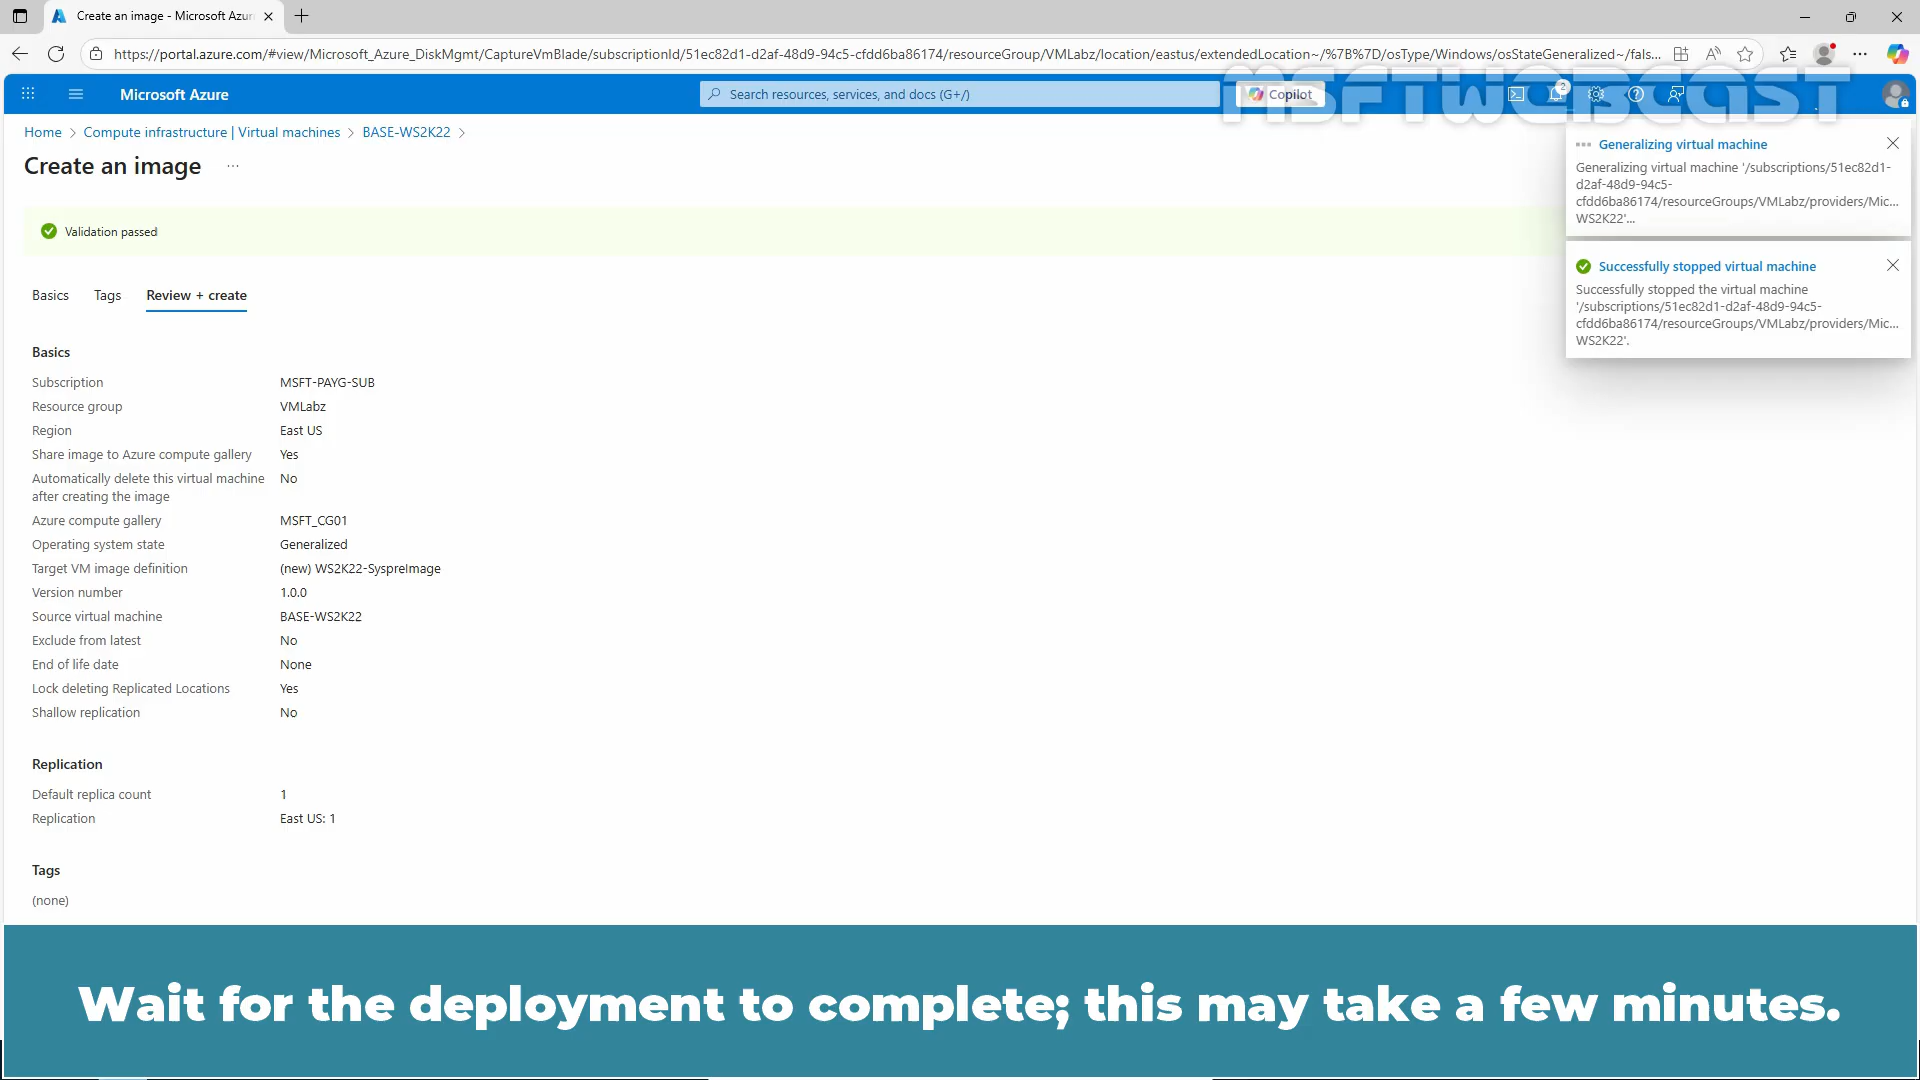 Create an image - Microsoft Azur
https://portal.azure.com/#view/Microsoft_Azure_DiskMgmt/CaptureVmBlade/subscriptionId/51ec82d1-d2af-48d9-94c5-cfdd6ba86174/resourceGroup/VMLabz/location/eastus/extendedLocation~/%7B%7D/osType/Windows/osStateGeneralized~/fals...
Microsoft Azure
Search resources, services, and docs (G+/)
Copilot
2
MSFTWEBCAST
Home > Compute infrastructure | Virtual machines > BASE-WS2K22 >
Create an image ...
Generalizing virtual machine
Generalizing virtual machine '/subscriptions/51ec82d1-
d2af-48d9-94c5-
cfdd6ba86174/resourceGroups/VMLabz/providers/Mic...
WS2K22'...
Successfully stopped virtual machine
Successfully stopped the virtual machine
'/subscriptions/51ec82d1-d2af-48d9-94c5-
cfdd6ba86174/resourceGroups/VMLabz/providers/Mic...
WS2K22'.
Validation passed
Basics Tags Review + create
Basics
Subscription MSFT-PAYG-SUB
Resource group VMLabz
Region East US
Share image to Azure compute gallery Yes
Automatically delete this virtual machine No
after creating the image
Azure compute gallery MSFT_CG01
Operating system state Generalized
Target VM image definition (new) WS2K22-SyspreImage
Version number 1.0.0
Source virtual machine BASE-WS2K22
Exclude from latest No
End of life date None
Lock deleting Replicated Locations Yes
Shallow replication No
Replication
Default replica count 1
Replication East US: 1
Tags
(none)
Wait for the deployment to complete; this may take a few minutes.